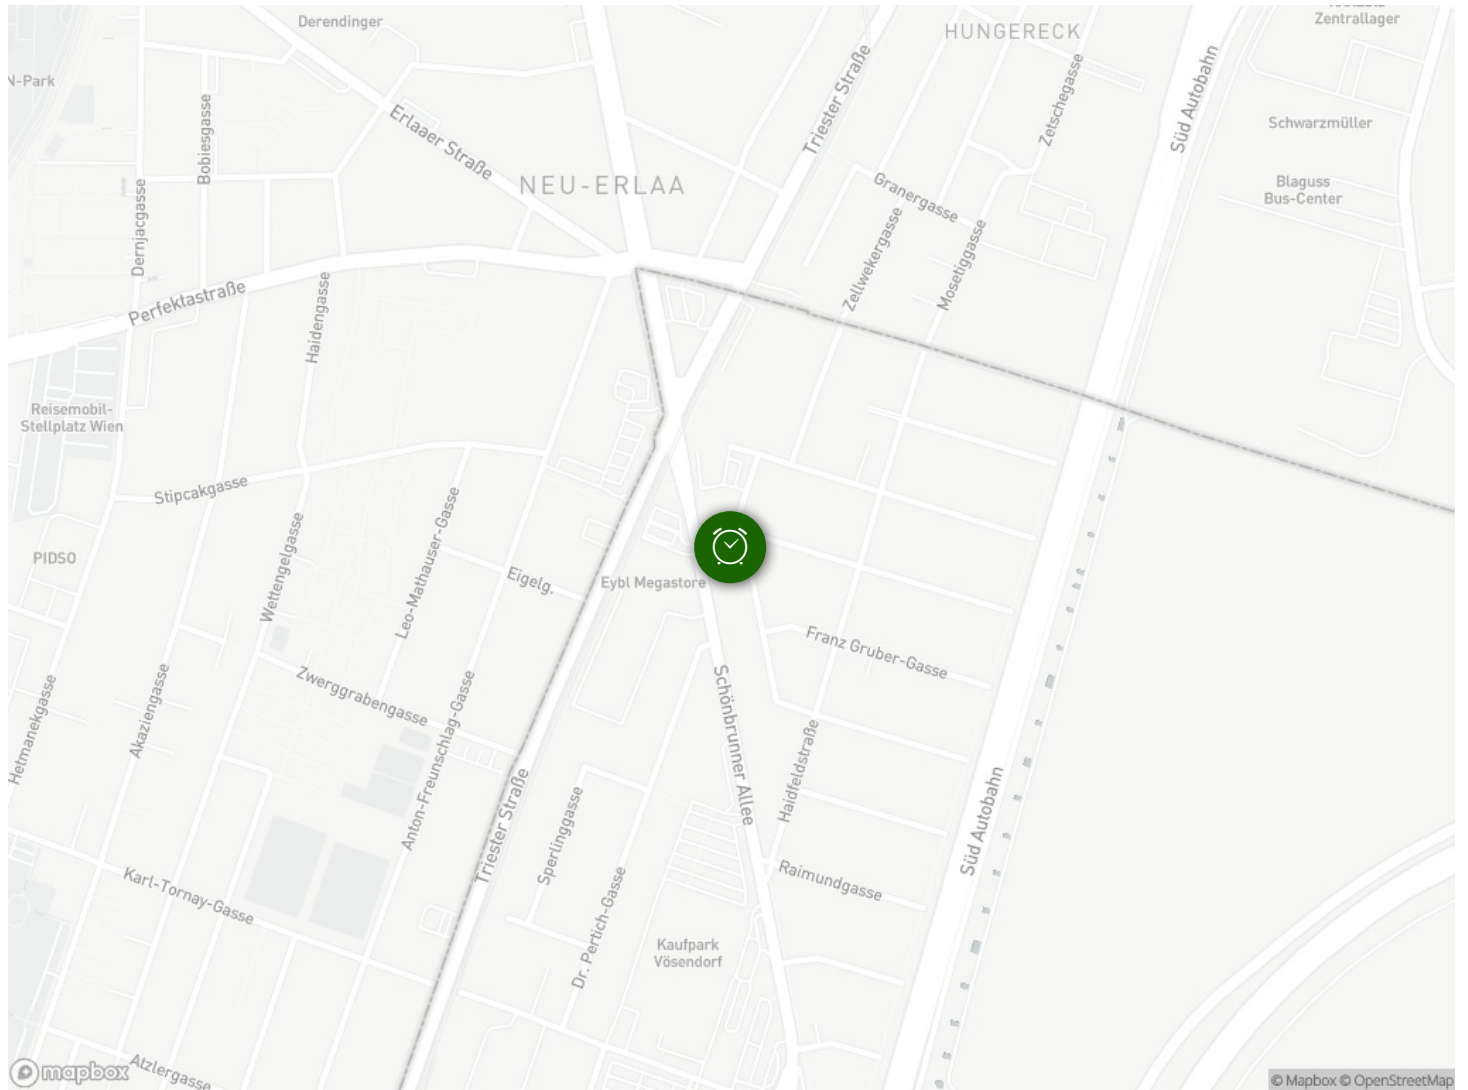 Derendinger
HUNGERECK
Zentrallager
N-Park
Triester Straße
Zetschegasse
Süd Autobahn
Bobiesgasse
Erlaaer Straße
Schwarzmüller
NEU-ERLAA
Granergasse
Blaguss
Bus-Center
Dernjacgasse
Zellwekergasse
Mosetiggasse
Perfektastraße
Haidengasse
Reisemobil-
Stellplatz Wien
Stipcakgasse
Leo-Mathauser-Gasse
Wettengelgasse
PIDSO
Eigelg.
Eybl Megastore
Franz Gruber-Gasse
Zwerggrabengasse
Schönbrunner Allee
Hetmanekgasse
Akaziengasse
Anton-Freunschlag-Gasse
Haidfeldstraße
Triester Straße
Sperlinggasse
Süd Autobahn
Karl-Tornay-Gasse
Raimundgasse
Dr. Pertich-Gasse
Kaufpark
Vösendorf
Atzlergasse
mapbox
© Mapbox © OpenStreetMap